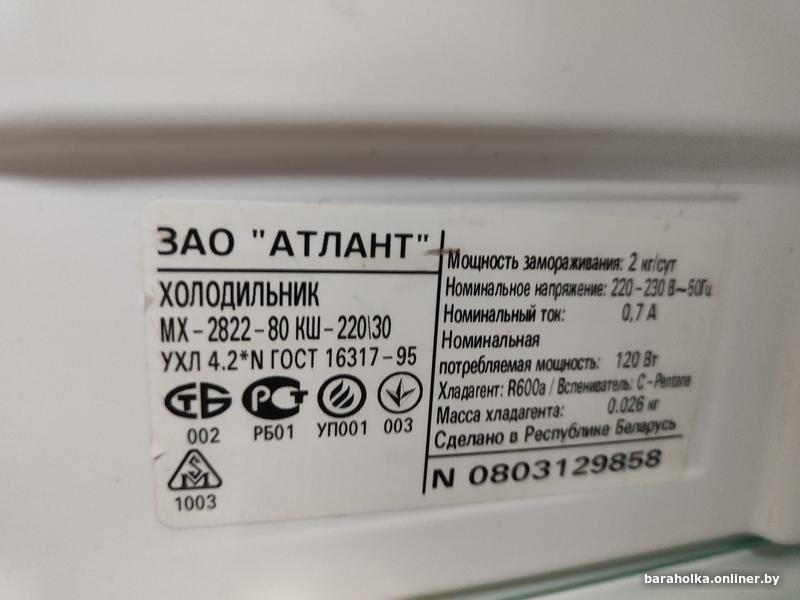 ЗАО "АТЛАНТ"
ХОЛОДИЛЬНИК
МХ-2822-80 КШ-220\30
УХЛ 4.2*N ГОСТ 16317-95
002
РБ01
УП001
003
1003
Мощность замораживания: 2 кг/сут
Номинальное напряжение: 220-230 В~50Гц
Номинальный ток: 0,7 А
Номинальная
потребляемая мощность: 120 Вт
Хладагент: R600a / Вспениватель: C-Pentane
Масса хладагента: 0.026 кг
Сделано в Республике Беларусь
N 0803129858
baraholka.onliner.by